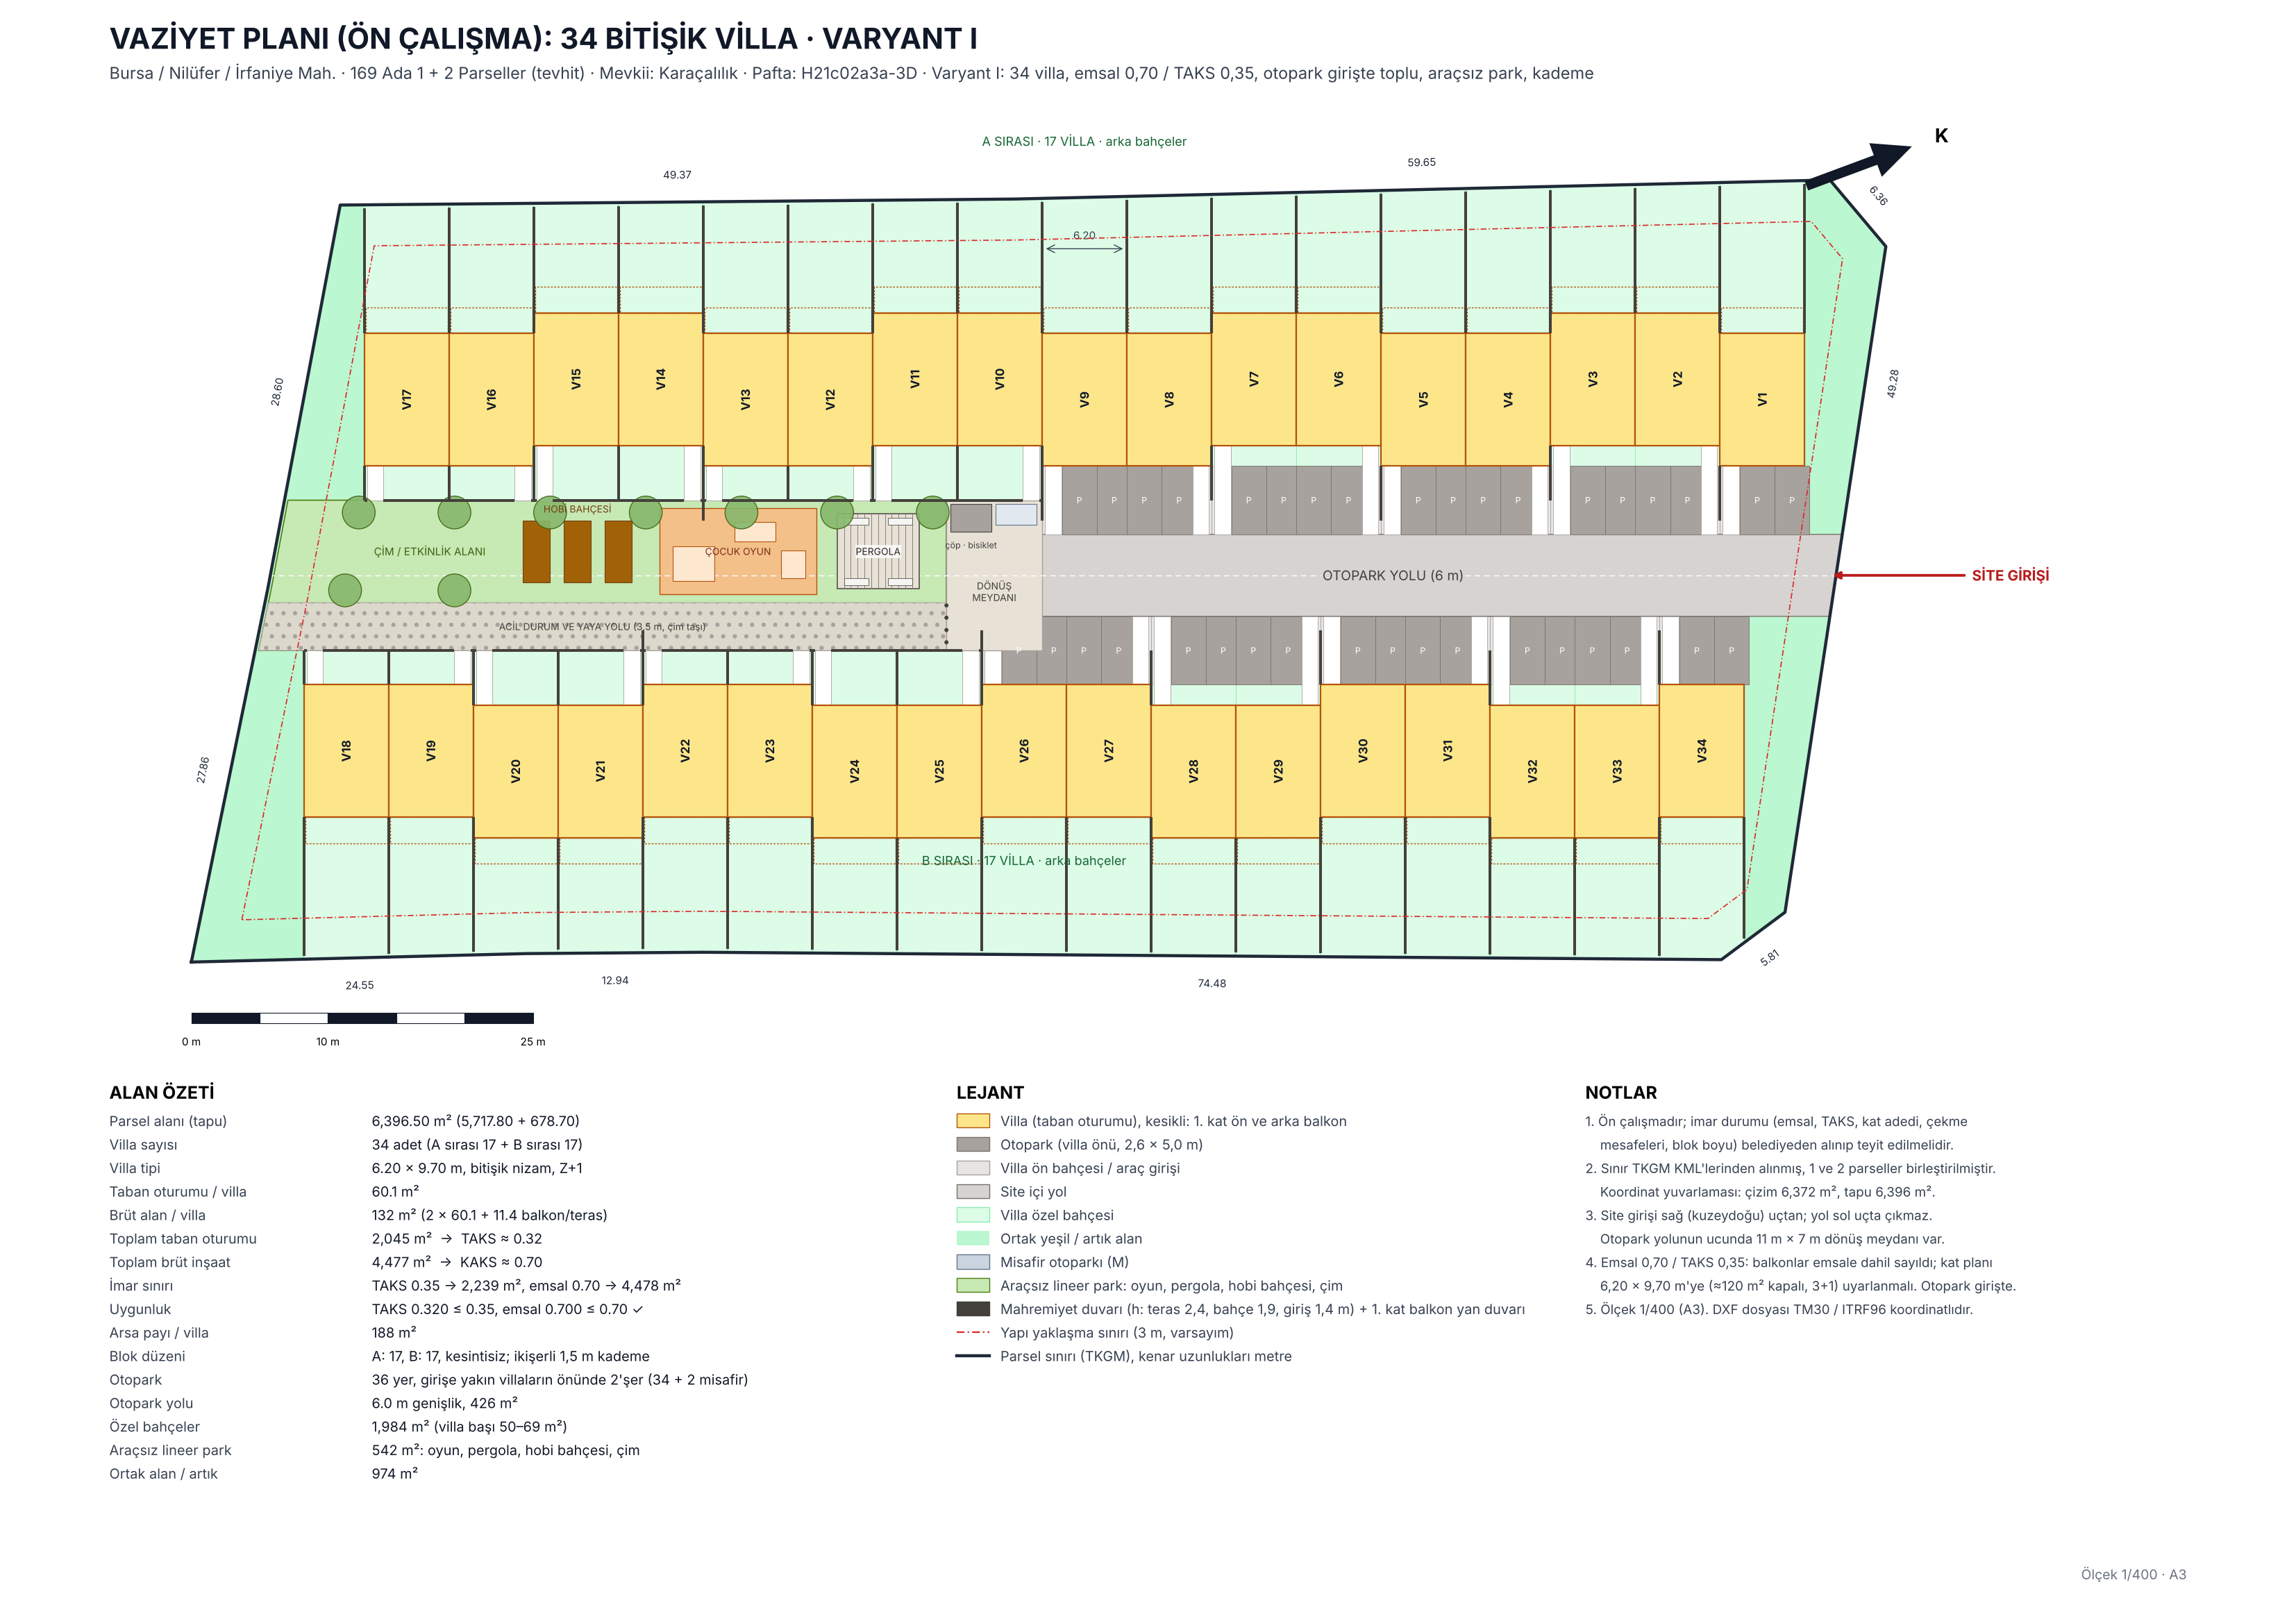 VAZİYET PLANI (ÖN ÇALIŞMA): 34 BİTİŞİK VİLLA · VARYANT I
Bursa / Nilüfer / İrfaniye Mah. · 169 Ada 1 + 2 Parseller (tevhit) · Mevkii: Karaçalılık · Pafta: H21c02a3a-3D · Varyant I: 34 villa, emsal 0,70 / TAKS 0,35, otopark girişte toplu, araçsız park, kademe
K
A SIRASI · 17 VİLLA · arka bahçeler
49.37
59.65
6.36
6.20
28.60
49.28
V17
V16
V15
V14
V13
V12
V11
V10
V9
V8
V7
V6
V5
V4
V3
V2
V1
P P P P P P P P P P P P P P P P P P
HOBİ BAHÇESİ
ÇİM / ETKİNLİK ALANI
ÇOCUK OYUN
PERGOLA
çöp · bisiklet
DÖNÜŞ
MEYDANI
OTOPARK YOLU (6 m)
SİTE GİRİŞİ
ACİL DURUM VE YAYA YOLU (3,5 m, çim taşı)
P P P P P P P P P P P P P P P P P P
27.86
V18
V19
V20
V21
V22
V23
V24
V25
V26
V27
V28
V29
V30
V31
V32
V33
V34
B SIRASI · 17 VİLLA · arka bahçeler
24.55
12.94
74.48
5.81
0 m
10 m
25 m
ALAN ÖZETİ
Parsel alanı (tapu) 6,396.50 m² (5,717.80 + 678.70)
Villa sayısı 34 adet (A sırası 17 + B sırası 17)
Villa tipi 6.20 × 9.70 m, bitişik nizam, Z+1
Taban oturumu / villa 60.1 m²
Brüt alan / villa 132 m² (2 × 60.1 + 11.4 balkon/teras)
Toplam taban oturumu 2,045 m² → TAKS ≈ 0.32
Toplam brüt inşaat 4,477 m² → KAKS ≈ 0.70
İmar sınırı TAKS 0.35 → 2,239 m², emsal 0.70 → 4,478 m²
Uygunluk TAKS 0.320 ≤ 0.35, emsal 0.700 ≤ 0.70 ✓
Arsa payı / villa 188 m²
Blok düzeni A: 17, B: 17, kesintisiz; ikişerli 1,5 m kademe
Otopark 36 yer, girişe yakın villaların önünde 2'şer (34 + 2 misafir)
Otopark yolu 6.0 m genişlik, 426 m²
Özel bahçeler 1,984 m² (villa başı 50–69 m²)
Araçsız lineer park 542 m²: oyun, pergola, hobi bahçesi, çim
Ortak alan / artık 974 m²
LEJANT
Villa (taban oturumu), kesikli: 1. kat ön ve arka balkon
Otopark (villa önü, 2,6 × 5,0 m)
Villa ön bahçesi / araç girişi
Site içi yol
Villa özel bahçesi
Ortak yeşil / artık alan
Misafir otoparkı (M)
Araçsız lineer park: oyun, pergola, hobi bahçesi, çim
Mahremiyet duvarı (h: teras 2,4, bahçe 1,9, giriş 1,4 m) + 1. kat balkon yan duvarı
Yapı yaklaşma sınırı (3 m, varsayım)
Parsel sınırı (TKGM), kenar uzunlukları metre
NOTLAR
1. Ön çalışmadır; imar durumu (emsal, TAKS, kat adedi, çekme
mesafeleri, blok boyu) belediyeden alınıp teyit edilmelidir.
2. Sınır TKGM KML'lerinden alınmış, 1 ve 2 parseller birleştirilmiştir.
Koordinat yuvarlaması: çizim 6,372 m², tapu 6,396 m².
3. Site girişi sağ (kuzeydoğu) uçtan; yol sol uçta çıkmaz.
Otopark yolunun ucunda 11 m × 7 m dönüş meydanı var.
4. Emsal 0,70 / TAKS 0,35: balkonlar emsale dahil sayıldı; kat planı
6,20 × 9,70 m'ye (≈120 m² kapalı, 3+1) uyarlanmalı. Otopark girişte.
5. Ölçek 1/400 (A3). DXF dosyası TM30 / ITRF96 koordinatlıdır.
Ölçek 1/400 · A3